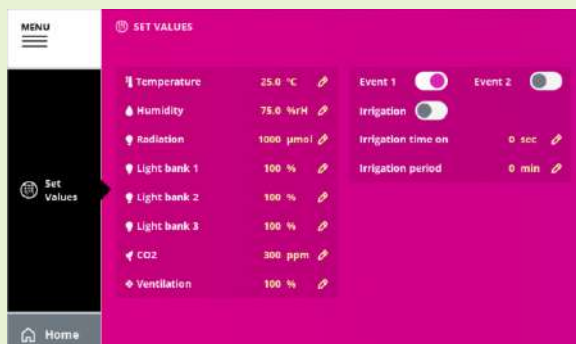 MENU
SET VALUES
Temperature 25.0 °C
Humidity 75.0 %rH
Radiation 1000 μmol
Light bank 1 100 %
Light bank 2 100 %
Light bank 3 100 %
CO2 300 ppm
Ventilation 100 %
Event 1 Event 2
Irrigation
Irrigation time on 0 sec
Irrigation period 0 min
Set
Values
Home